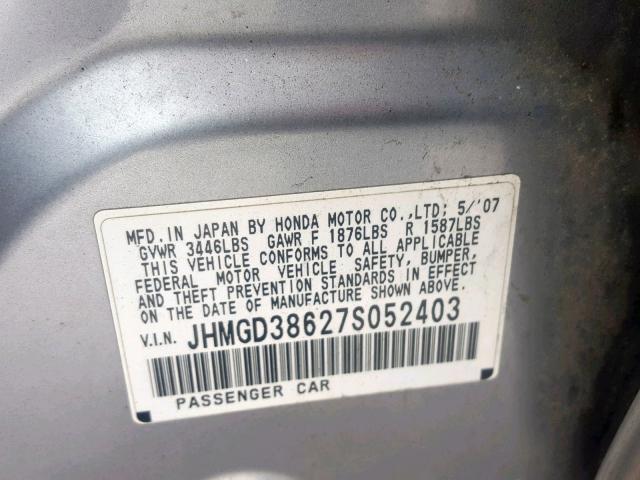 MFD. IN JAPAN BY HONDA MOTOR CO.,LTD; 5/'07
GVWR 3446LBS GAWR F 1876LBS R 1587LBS
THIS VEHICLE CONFORMS TO ALL APPLICABLE
FEDERAL MOTOR VEHICLE SAFETY, BUMPER,
AND THEFT PREVENTION STANDARDS IN EFFECT
ON THE DATE OF MANUFACTURE SHOWN ABOVE.
V.I.N. JHMGD38627S052403
PASSENGER CAR